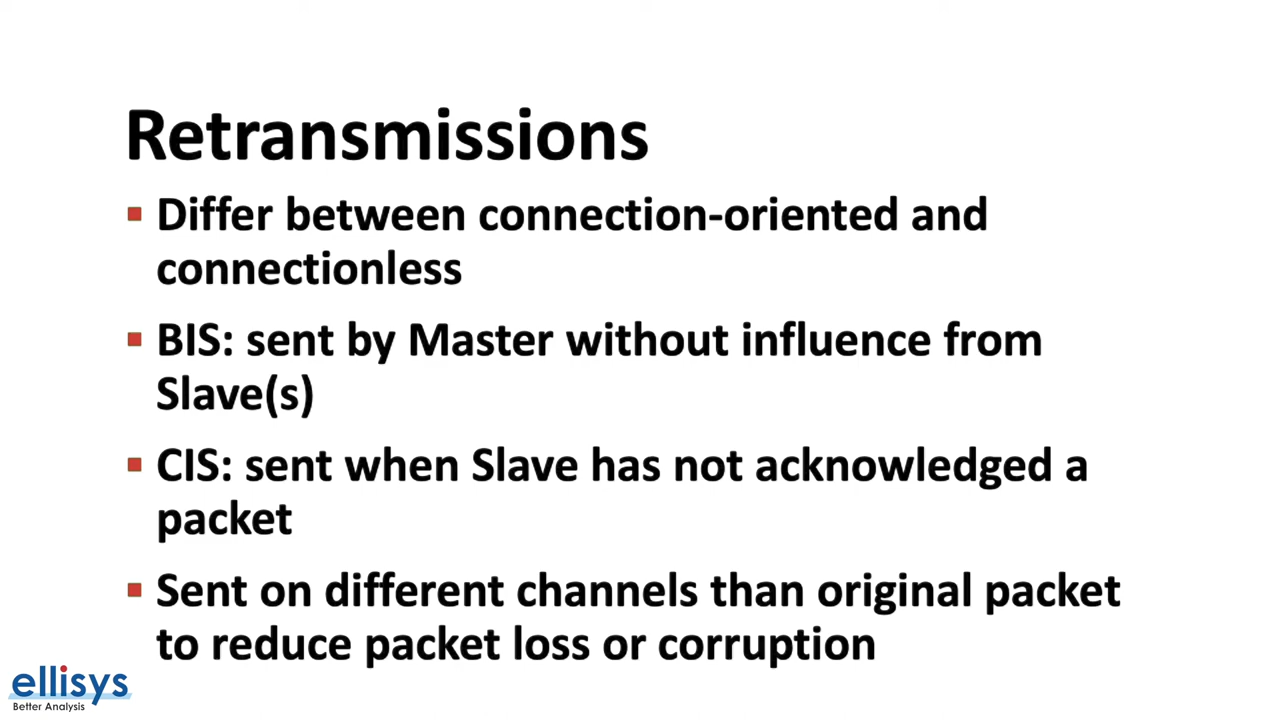 Retransmissions
▪ Differ between connection-oriented and
connectionless
▪ BIS: sent by Master without influence from
Slave(s)
▪ CIS: sent when Slave has not acknowledged a
packet
▪ Sent on different channels than original packet
to reduce packet loss or corruption
ellisys
Better Analysis